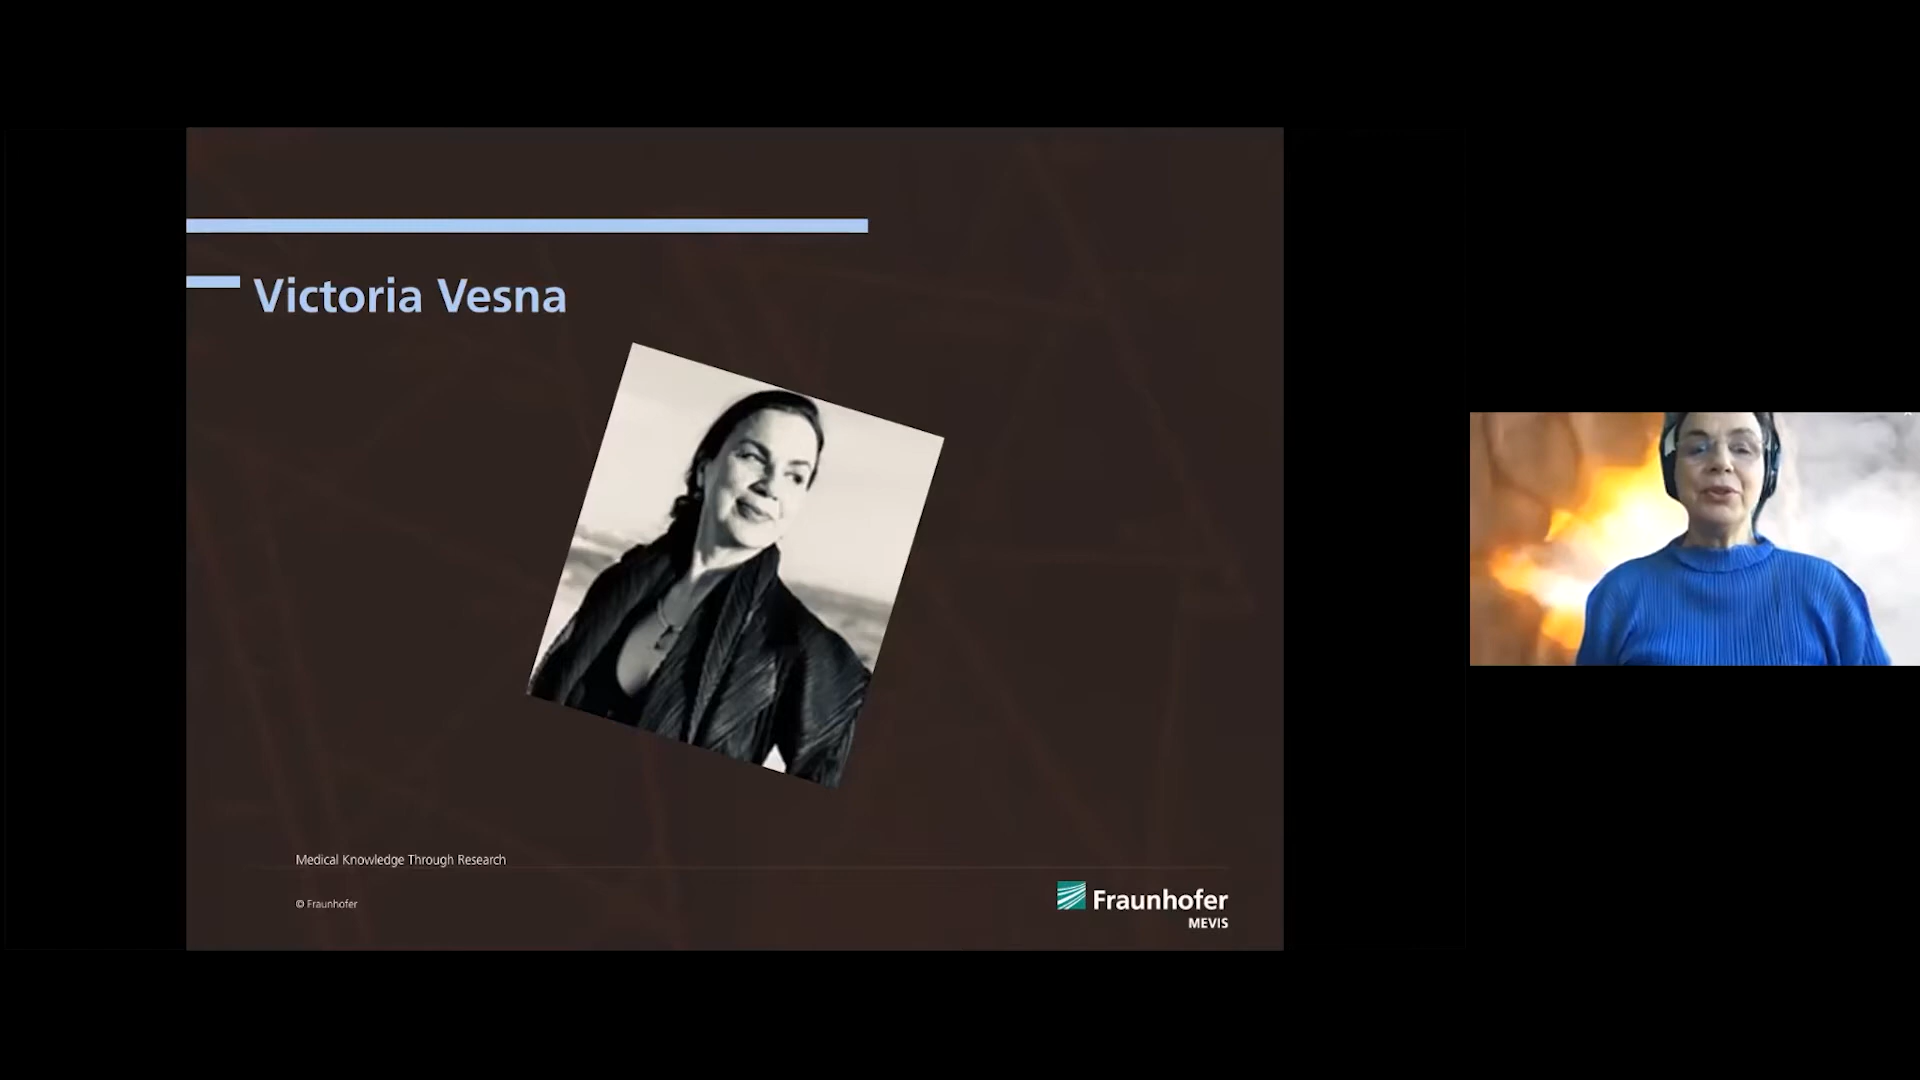 Victoria Vesna
Medical Knowledge Through Research
© Fraunhofer
Fraunhofer
MEVIS